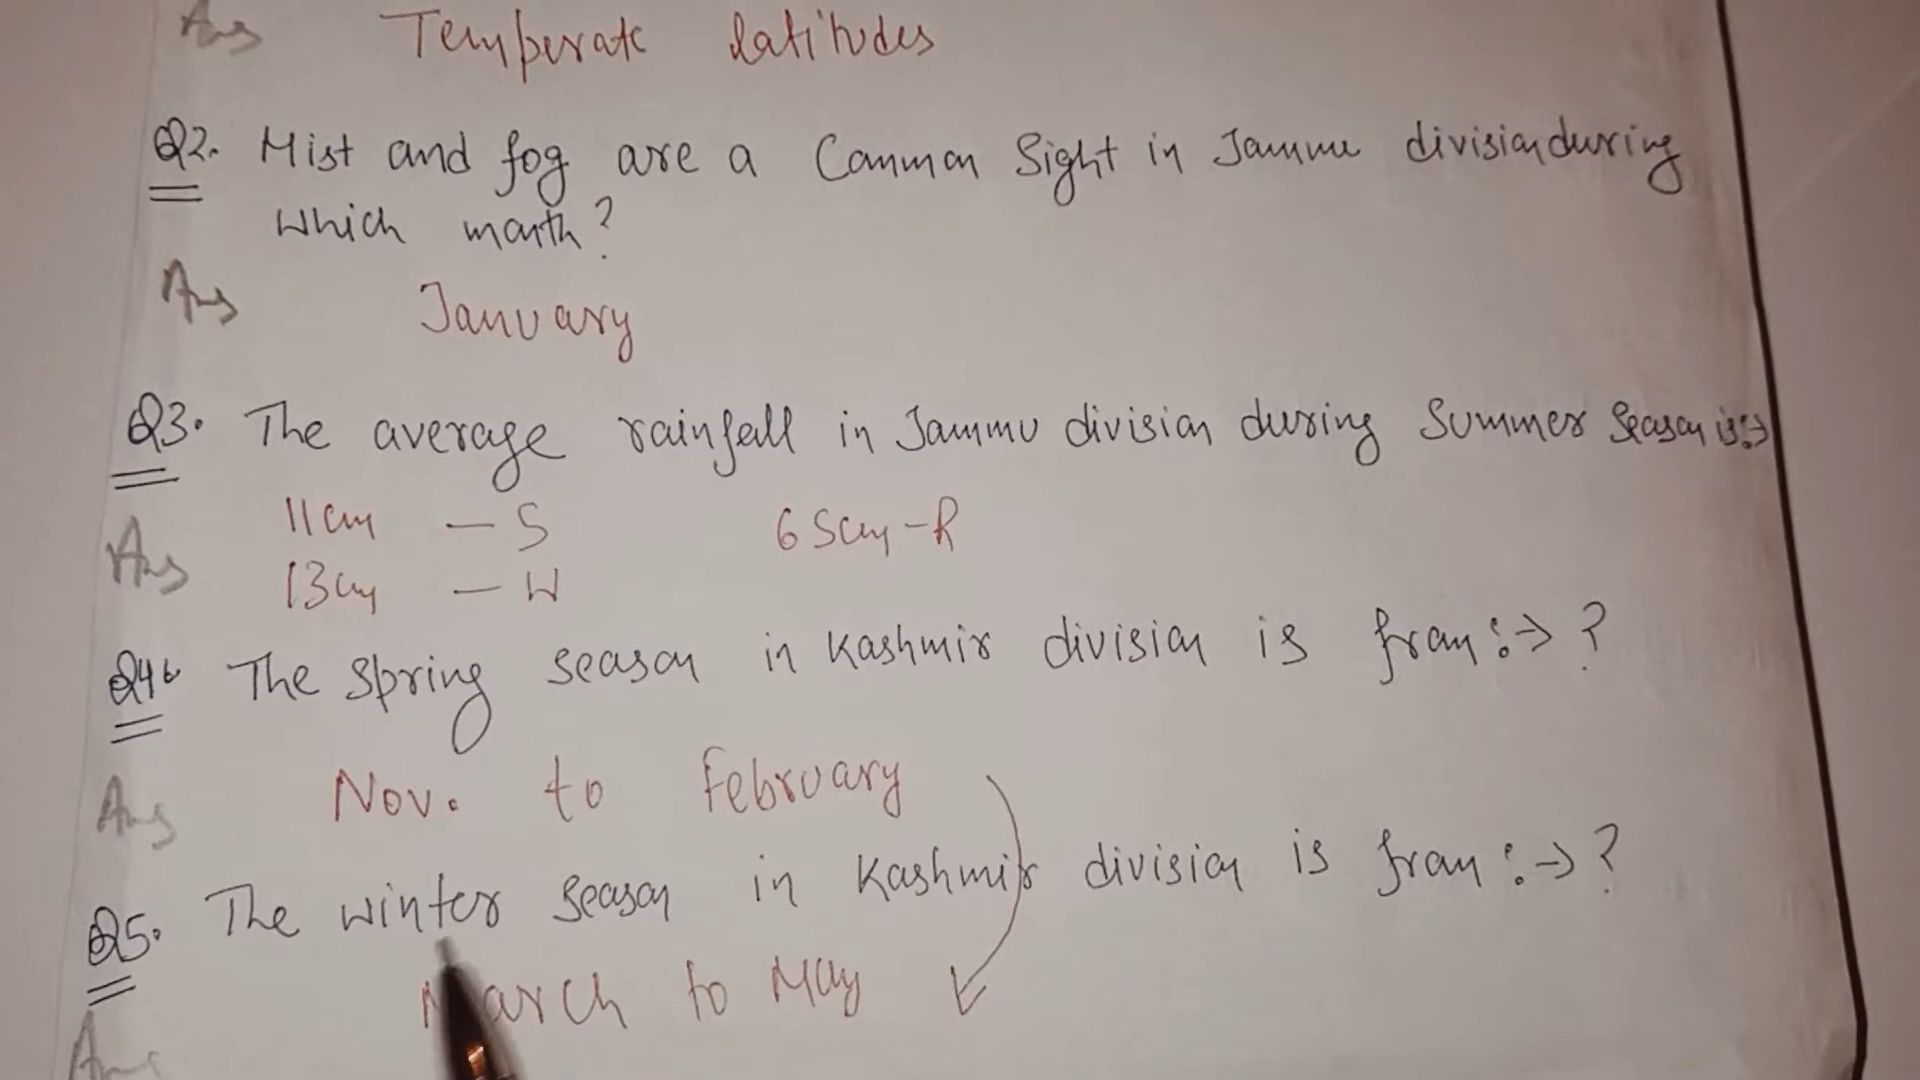 Ans Temperate latitudes
Q2. Mist and fog are a Common Sight in Jammu division during
which month?
Ans January
Q3. The average rainfall in Jammu division during Summer Season is:→
11cm — S 65cm - R
Ans
13cm — W
Q4. The spring season in Kashmir division is from:→ ?
Ans Nov. to february
Q5. The winter season in Kashmir division is from:→ ?
March to May
Ans